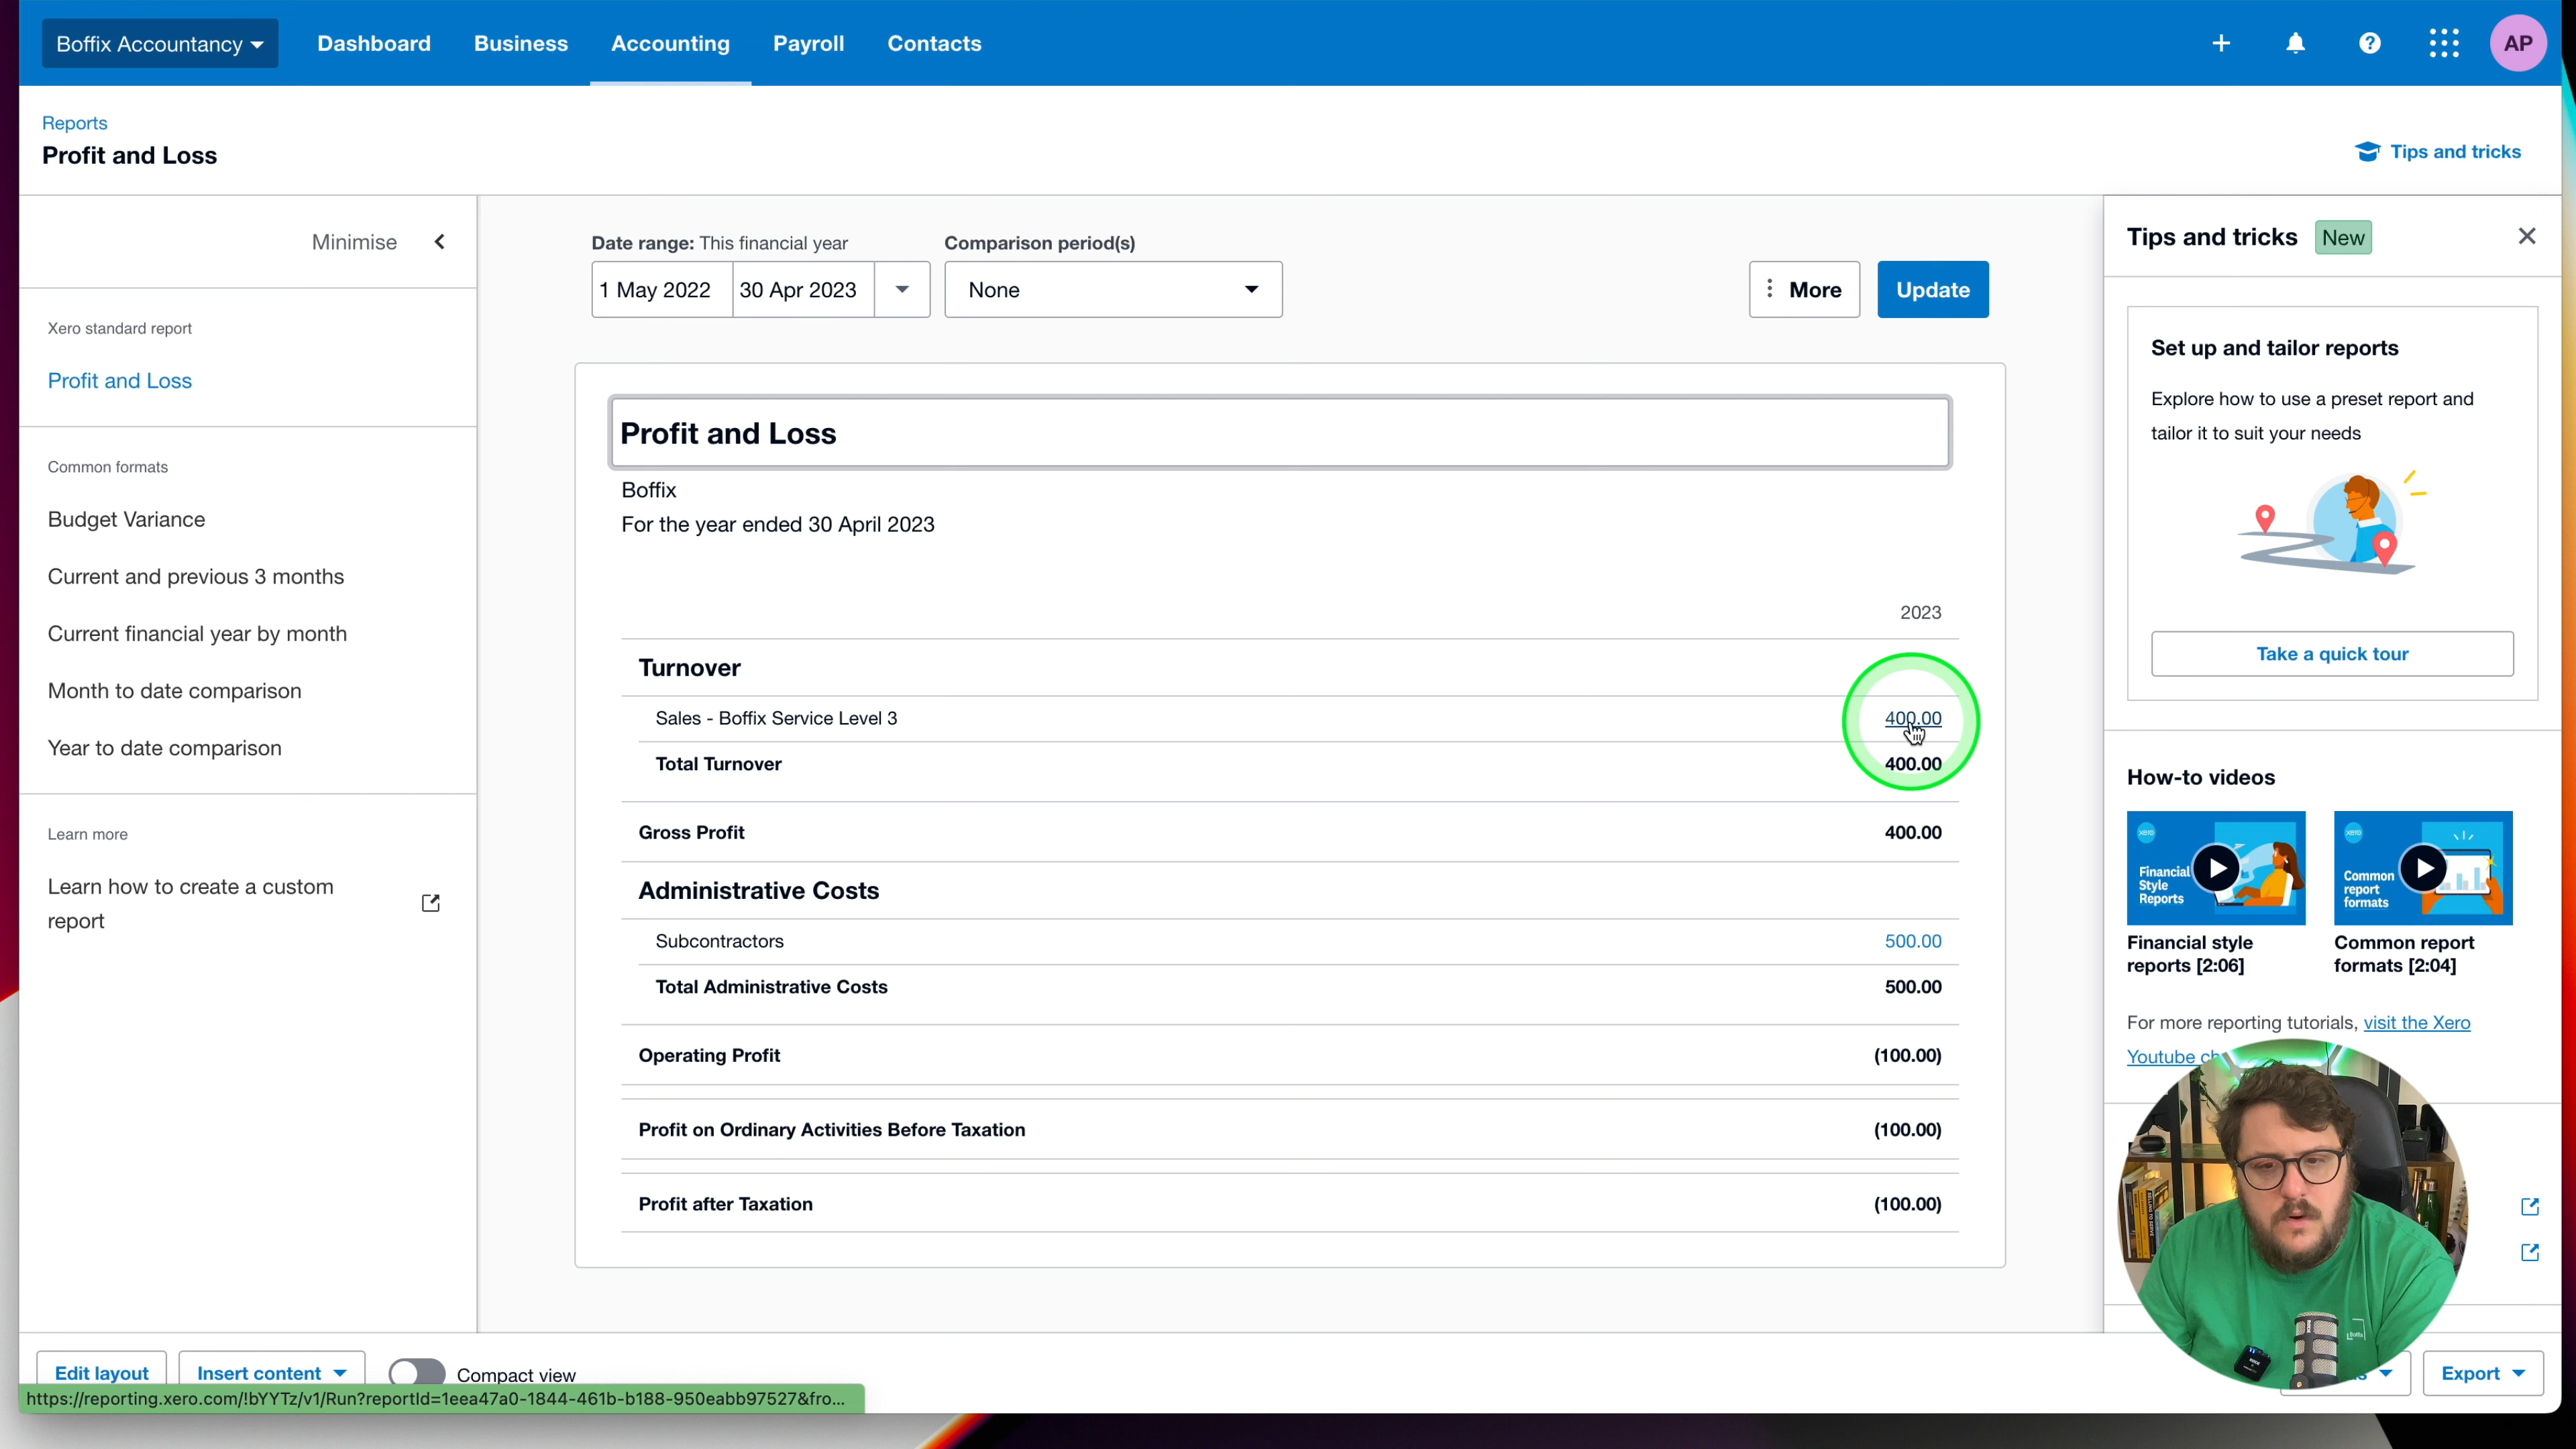 Boffix Accountancy
Dashboard
Business
Accounting
Payroll
Contacts
AP
Reports
Profit and Loss
Tips and tricks
Minimise
Xero standard report
Profit and Loss
Common formats
Budget Variance
Current and previous 3 months
Current financial year by month
Month to date comparison
Year to date comparison
Learn more
Learn how to create a custom
report
Date range: This financial year
1 May 2022
30 Apr 2023
Comparison period(s)
None
More
Update
Profit and Loss
Boffix
For the year ended 30 April 2023
2023
Turnover
Sales - Boffix Service Level 3 400.00
Total Turnover 400.00
Gross Profit 400.00
Administrative Costs
Subcontractors 500.00
Total Administrative Costs 500.00
Operating Profit (100.00)
Profit on Ordinary Activities Before Taxation (100.00)
Profit after Taxation (100.00)
Tips and tricks New
Set up and tailor reports
Explore how to use a preset report and
tailor it to suit your needs
Take a quick tour
How-to videos
xero
Financial
Style
Reports
xero
Common
report
formats
Financial style
reports [2:06]
Common report
formats [2:04]
For more reporting tutorials, visit the Xero
Youtube
Edit layout
Insert content
Compact view
Export
https://reporting.xero.com/!bYYTz/v1/Run?reportId=1eea47a0-1844-461b-b188-950eabb97527&fro...